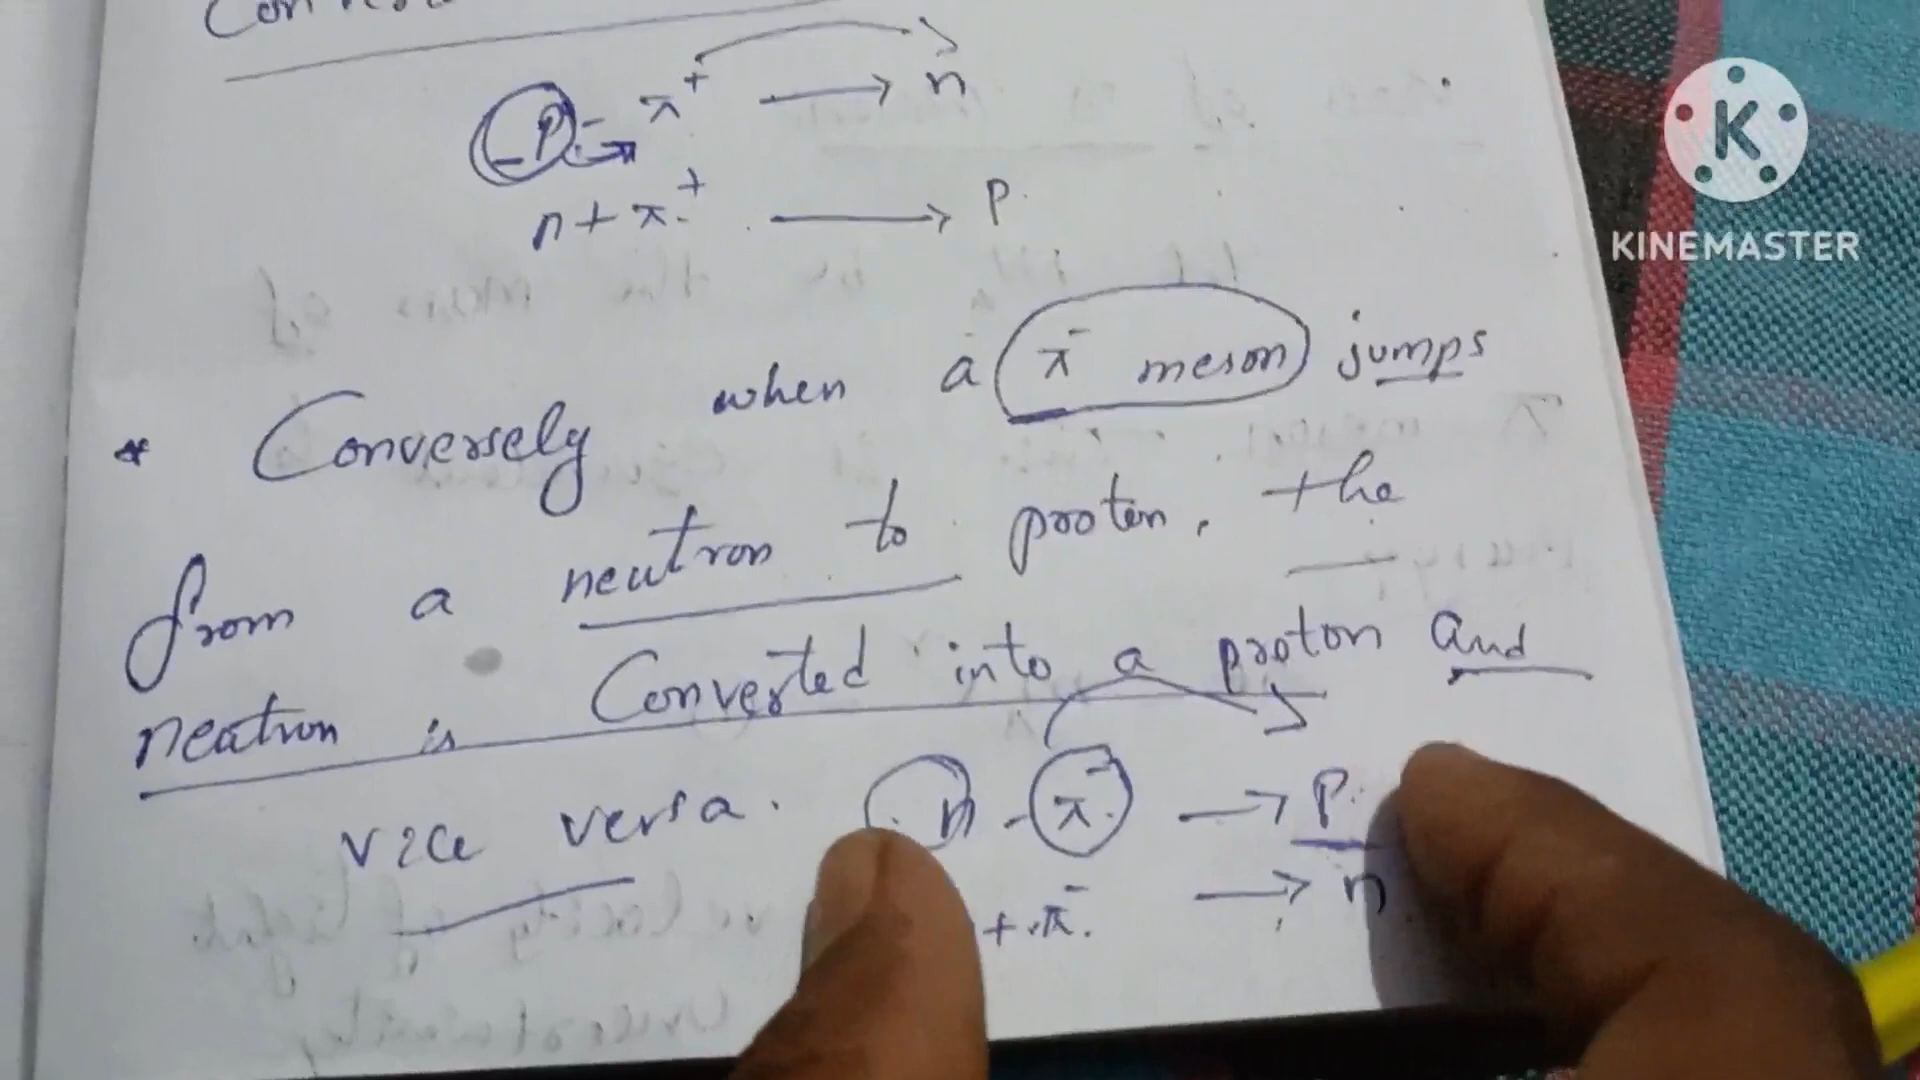 p - π⁺ → n
n + π⁺ → p
K
KINEMASTER
* Conversely when a π⁻ meson jumps
from a neutron to proton, the
neutron is Converted into a proton and
vice versa. n - π⁻ → p
+ π⁻ → n